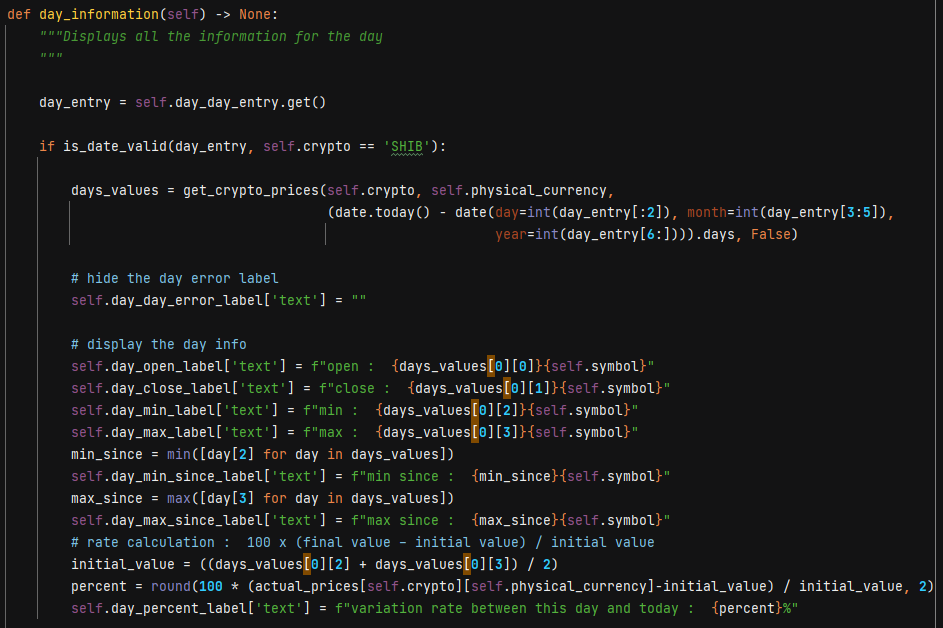 def day_information(self) -> None:
"""Displays all the information for the day
"""
day_entry = self.day_day_entry.get()
if is_date_valid(day_entry, self.crypto == 'SHIB'):
days_values = get_crypto_prices(self.crypto, self.physical_currency,
(date.today() - date(day=int(day_entry[:2]), month=int(day_entry[3:5]),
year=int(day_entry[6:]))).days, False)
# hide the day error label
self.day_day_error_label['text'] = ""
# display the day info
self.day_open_label['text'] = f"open :  {days_values[0][0]}{self.symbol}"
self.day_close_label['text'] = f"close :  {days_values[0][1]}{self.symbol}"
self.day_min_label['text'] = f"min :  {days_values[0][2]}{self.symbol}"
self.day_max_label['text'] = f"max :  {days_values[0][3]}{self.symbol}"
min_since = min([day[2] for day in days_values])
self.day_min_since_label['text'] = f"min since :  {min_since}{self.symbol}"
max_since = max([day[3] for day in days_values])
self.day_max_since_label['text'] = f"max since :  {max_since}{self.symbol}"
# rate calculation :  100 x (final value - initial value) / initial value
initial_value = ((days_values[0][2] + days_values[0][3]) / 2)
percent = round(100 * (actual_prices[self.crypto][self.physical_currency]-initial_value) / initial_value, 2)
self.day_percent_label['text'] = f"variation rate between this day and today :  {percent}%"